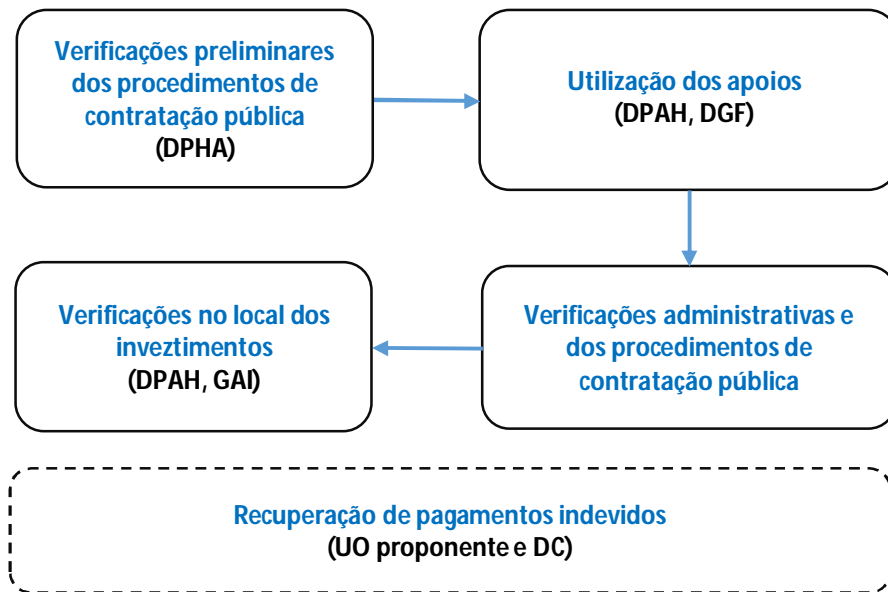 Verificações preliminares
dos procedimentos de
contratação pública
(DPHA)
Utilização dos apoios
(DPAH, DGF)
Verificações administrativas e
dos procedimentos de
contratação pública
Verificações no local dos
inveztimentos
(DPAH, GAI)
Recuperação de pagamentos indevidos
(UO proponente e DC)